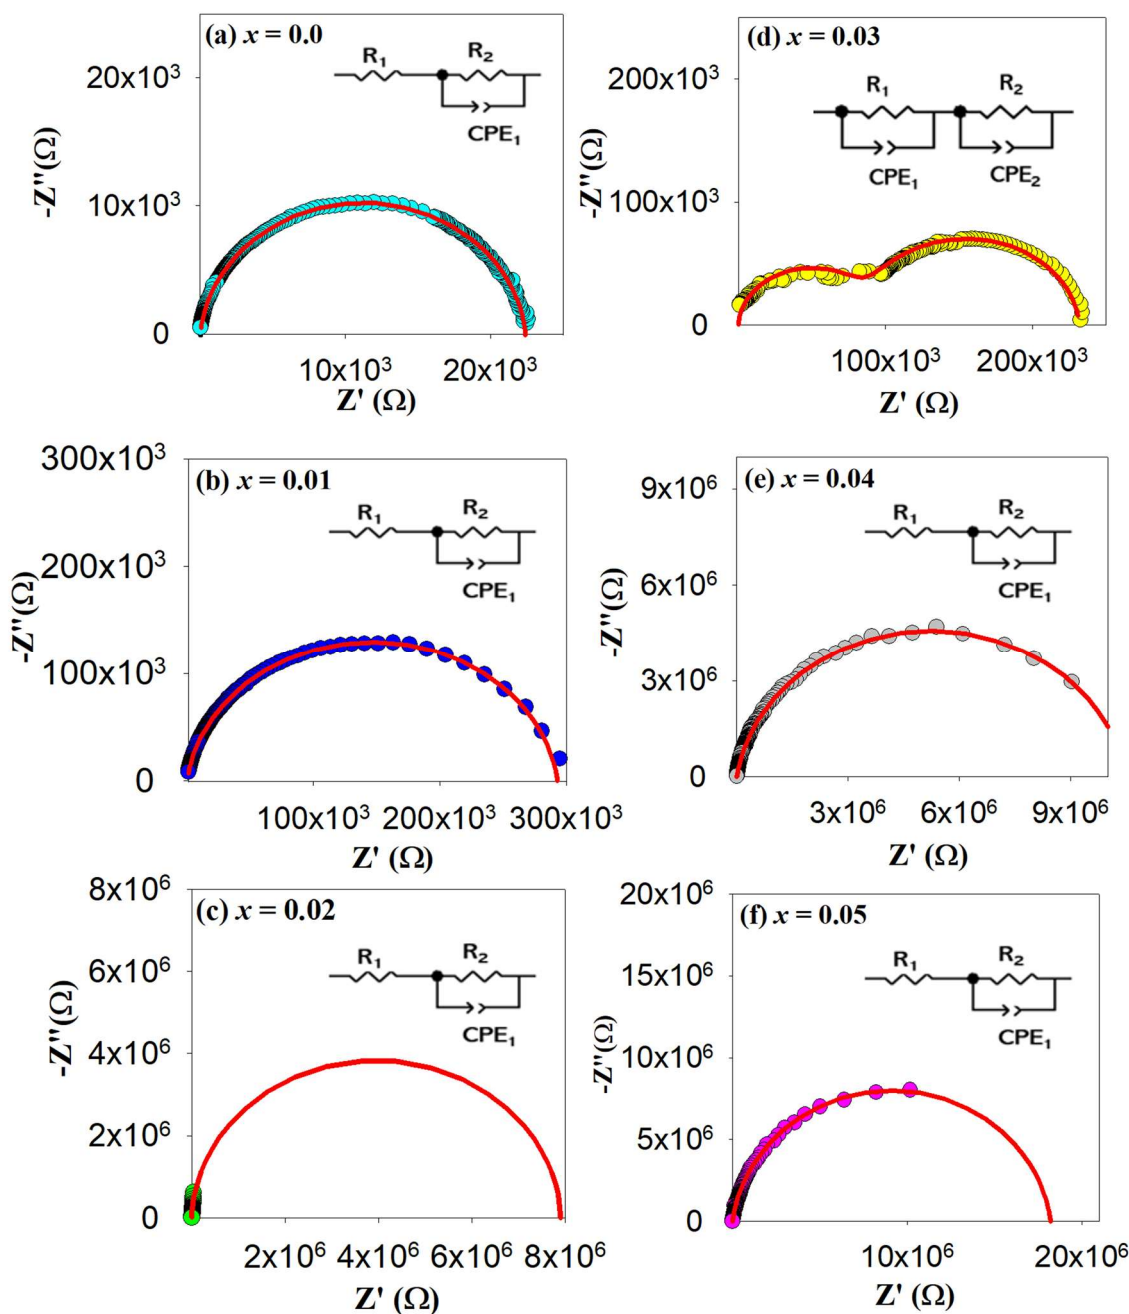 (a) x = 0.0
R1
R2
CPE1
20x10³
10x10³
0
-Z"(Ω)
10x10³
20x10³
Z' (Ω)
(d) x = 0.03
R1
R2
CPE1
CPE2
200x10³
100x10³
0
-Z"(Ω)
100x10³
200x10³
Z' (Ω)
(b) x = 0.01
R1
R2
CPE1
300x10³
200x10³
100x10³
0
-Z"(Ω)
100x10³
200x10³
300x10³
Z' (Ω)
(e) x = 0.04
R1
R2
CPE1
9x10⁶
6x10⁶
3x10⁶
0
-Z"(Ω)
3x10⁶
6x10⁶
9x10⁶
Z' (Ω)
(c) x = 0.02
R1
R2
CPE1
8x10⁶
6x10⁶
4x10⁶
2x10⁶
0
-Z"(Ω)
2x10⁶
4x10⁶
6x10⁶
8x10⁶
Z' (Ω)
(f) x = 0.05
R1
R2
CPE1
20x10⁶
15x10⁶
10x10⁶
5x10⁶
0
-Z"(Ω)
10x10⁶
20x10⁶
Z' (Ω)